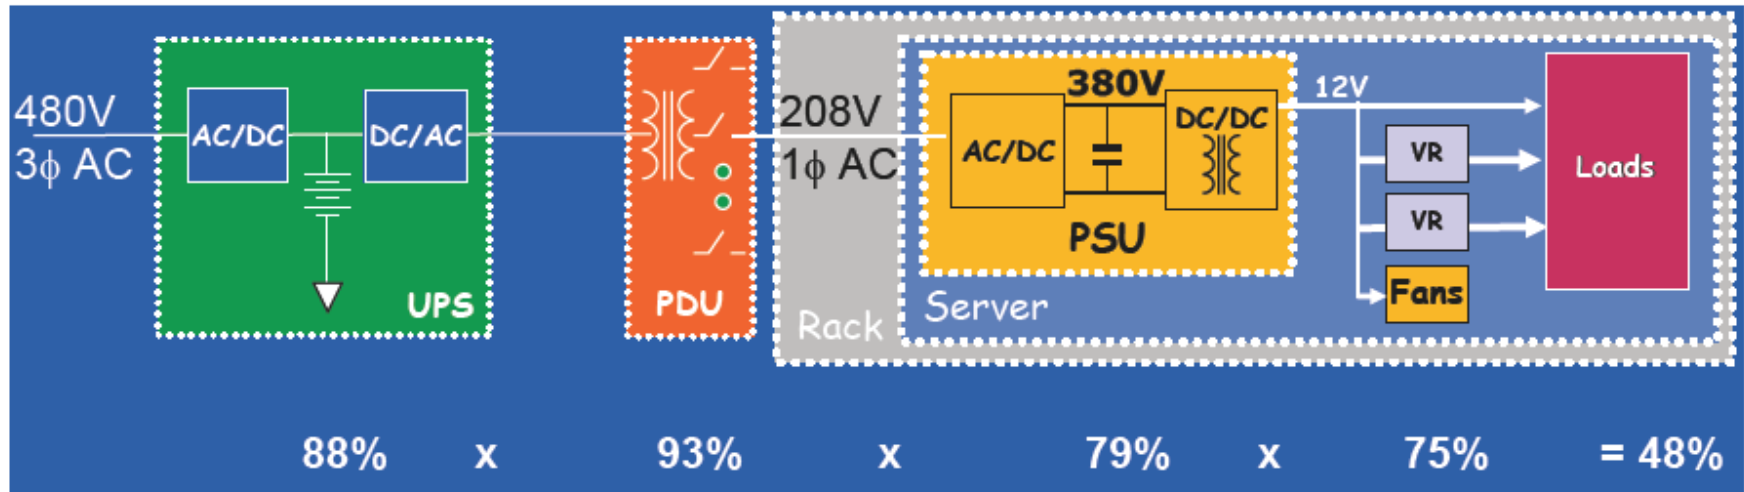 480V
3ϕ AC
AC/DC
DC/AC
UPS
PDU
208V
1ϕ AC
Rack
Server
AC/DC
380V
DC/DC
PSU
12V
VR
VR
Fans
Loads
88% x 93% x 79% x 75% = 48%